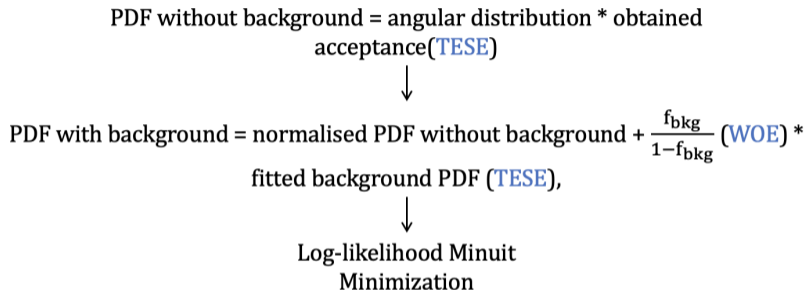 PDF without background = angular distribution * obtained
acceptance(TESE)
PDF with background = normalised PDF without background + f_bkg/1−f_bkg (WOE) *
fitted background PDF (TESE),
Log-likelihood Minuit
Minimization